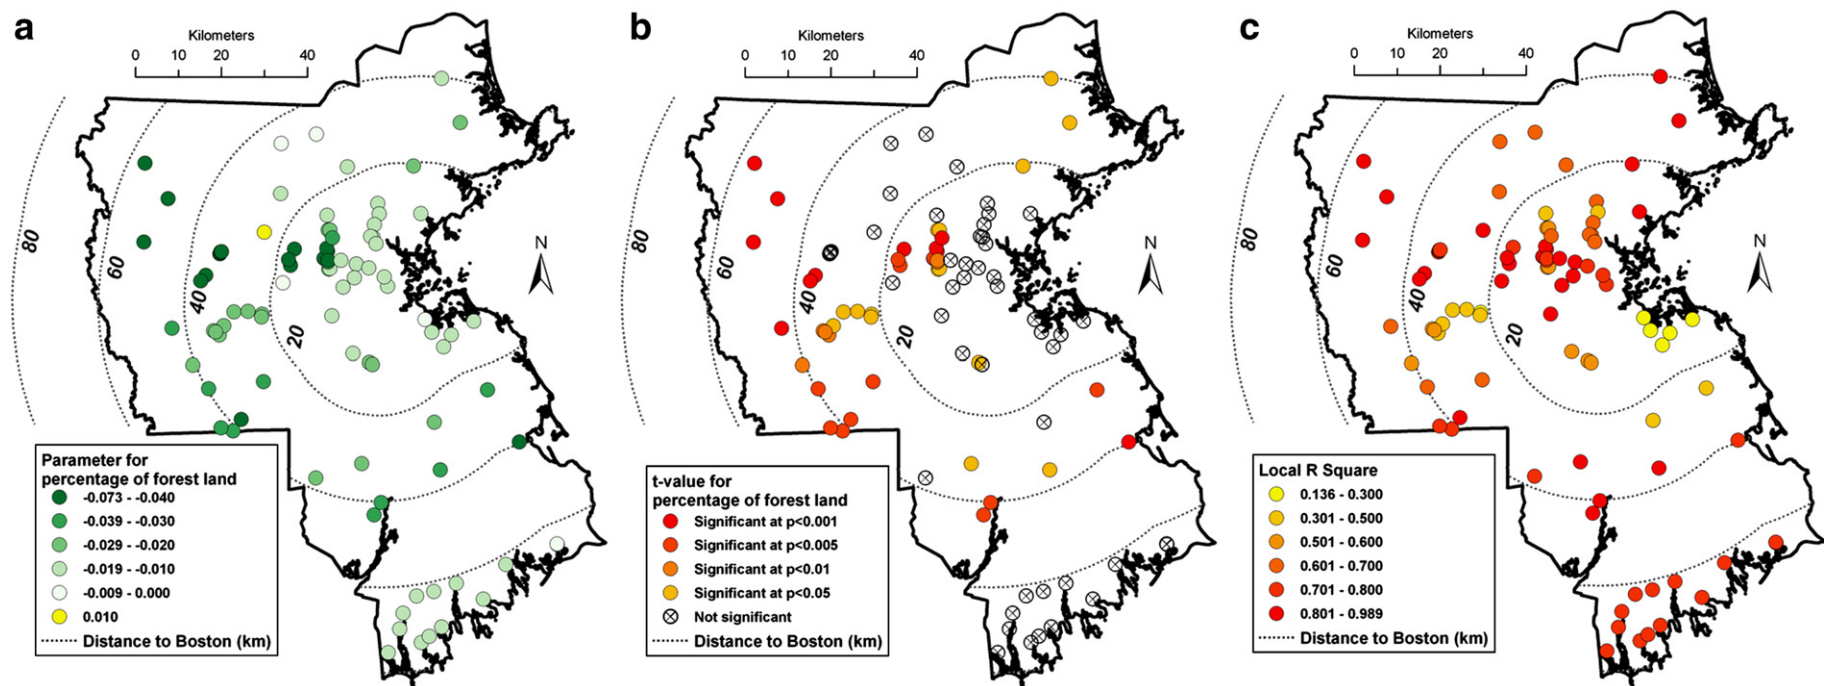 a
Kilometers
0 10 20 30 40
80
60
40
20
N
Parameter for
percentage of forest land
-0.073 - -0.040
-0.039 - -0.030
-0.029 - -0.020
-0.019 - -0.010
-0.009 - 0.000
0.010
Distance to Boston (km)
b
Kilometers
0 10 20 30 40
80
60
40
20
N
t-value for
percentage of forest land
Significant at p<0.001
Significant at p<0.005
Significant at p<0.01
Significant at p<0.05
Not significant
Distance to Boston (km)
c
Kilometers
0 10 20 30 40
80
60
40
20
N
Local R Square
0.136 - 0.300
0.301 - 0.500
0.501 - 0.600
0.601 - 0.700
0.701 - 0.800
0.801 - 0.989
Distance to Boston (km)